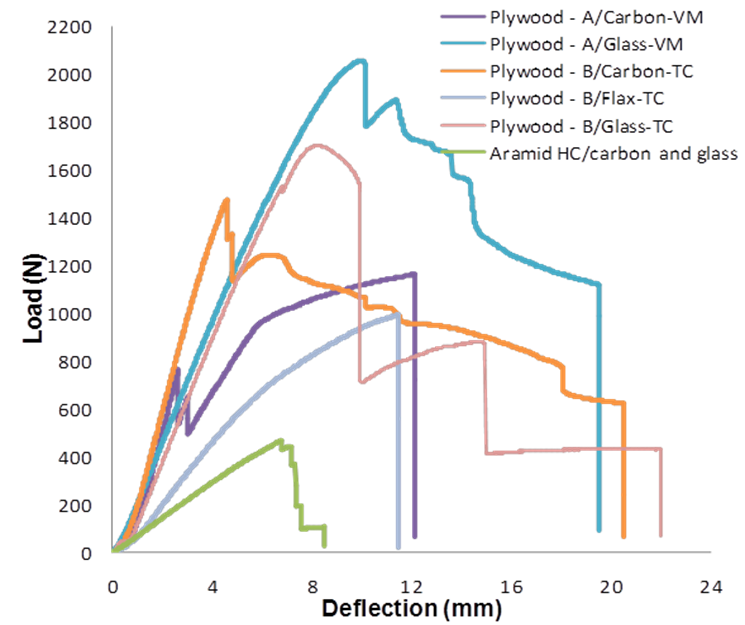 Plywood - A/Carbon-VM
Plywood - A/Glass-VM
Plywood - B/Carbon-TC
Plywood - B/Flax-TC
Plywood - B/Glass-TC
Aramid HC/carbon and glass
Load (N)
2200
2000
1800
1600
1400
1200
1000
800
600
400
200
0
0 4 8 12 16 20 24
Deflection (mm)